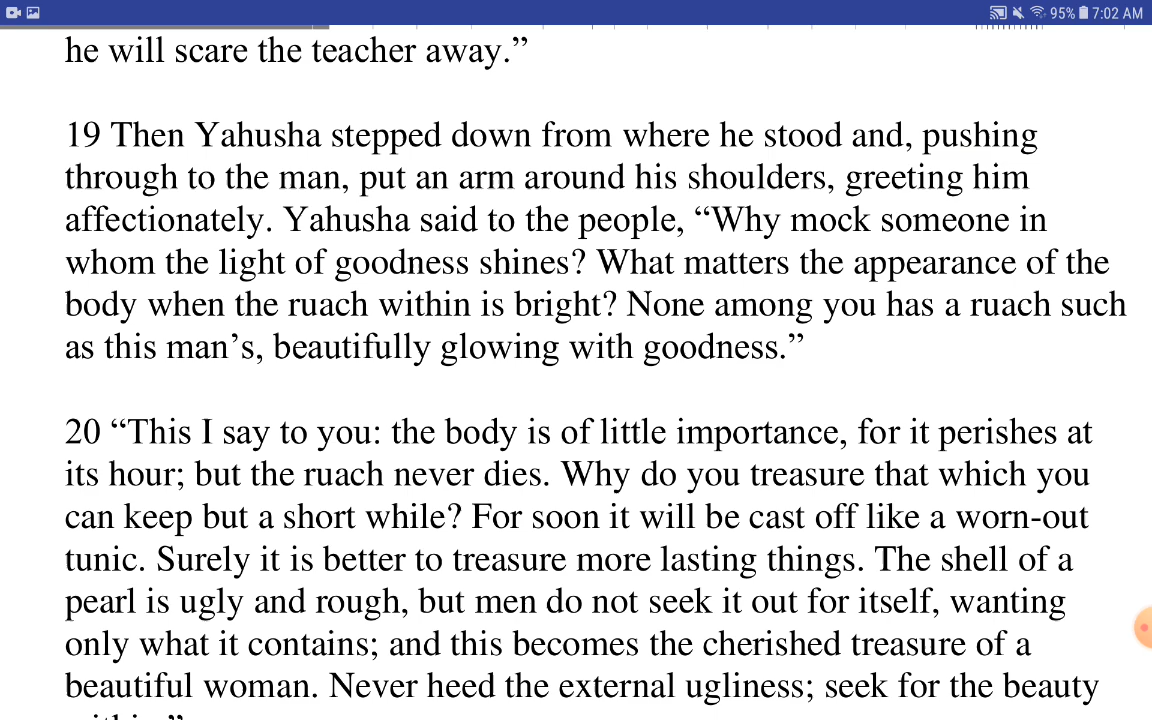 95% 7:02 AM
he will scare the teacher away.”
19 Then Yahusha stepped down from where he stood and, pushing
through to the man, put an arm around his shoulders, greeting him
affectionately. Yahusha said to the people, “Why mock someone in
whom the light of goodness shines? What matters the appearance of the
body when the ruach within is bright? None among you has a ruach such
as this man’s, beautifully glowing with goodness.”
20 “This I say to you: the body is of little importance, for it perishes at
its hour; but the ruach never dies. Why do you treasure that which you
can keep but a short while? For soon it will be cast off like a worn-out
tunic. Surely it is better to treasure more lasting things. The shell of a
pearl is ugly and rough, but men do not seek it out for itself, wanting
only what it contains; and this becomes the cherished treasure of a
beautiful woman. Never heed the external ugliness; seek for the beauty